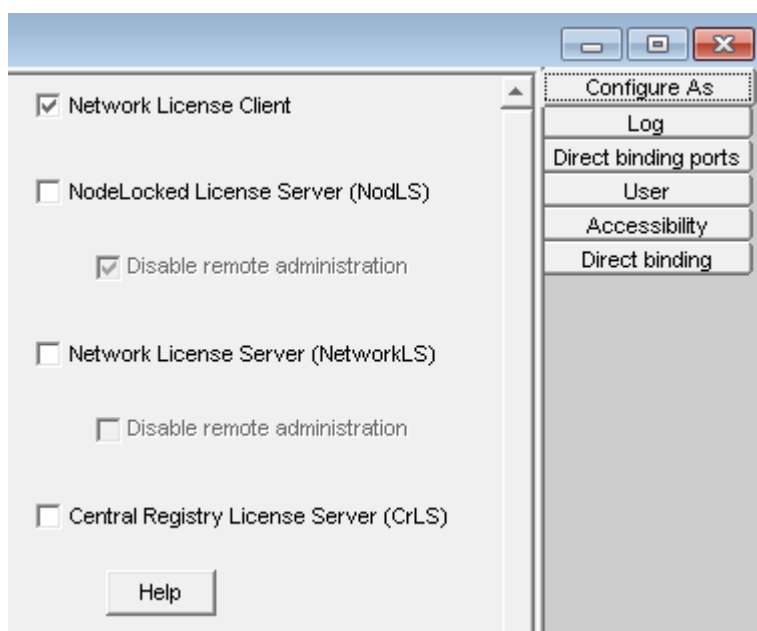 Network License Client
NodeLocked License Server (NodLS)
Disable remote administration
Network License Server (NetworkLS)
Disable remote administration
Central Registry License Server (CrLS)
Help
Configure As
Log
Direct binding ports
User
Accessibility
Direct binding